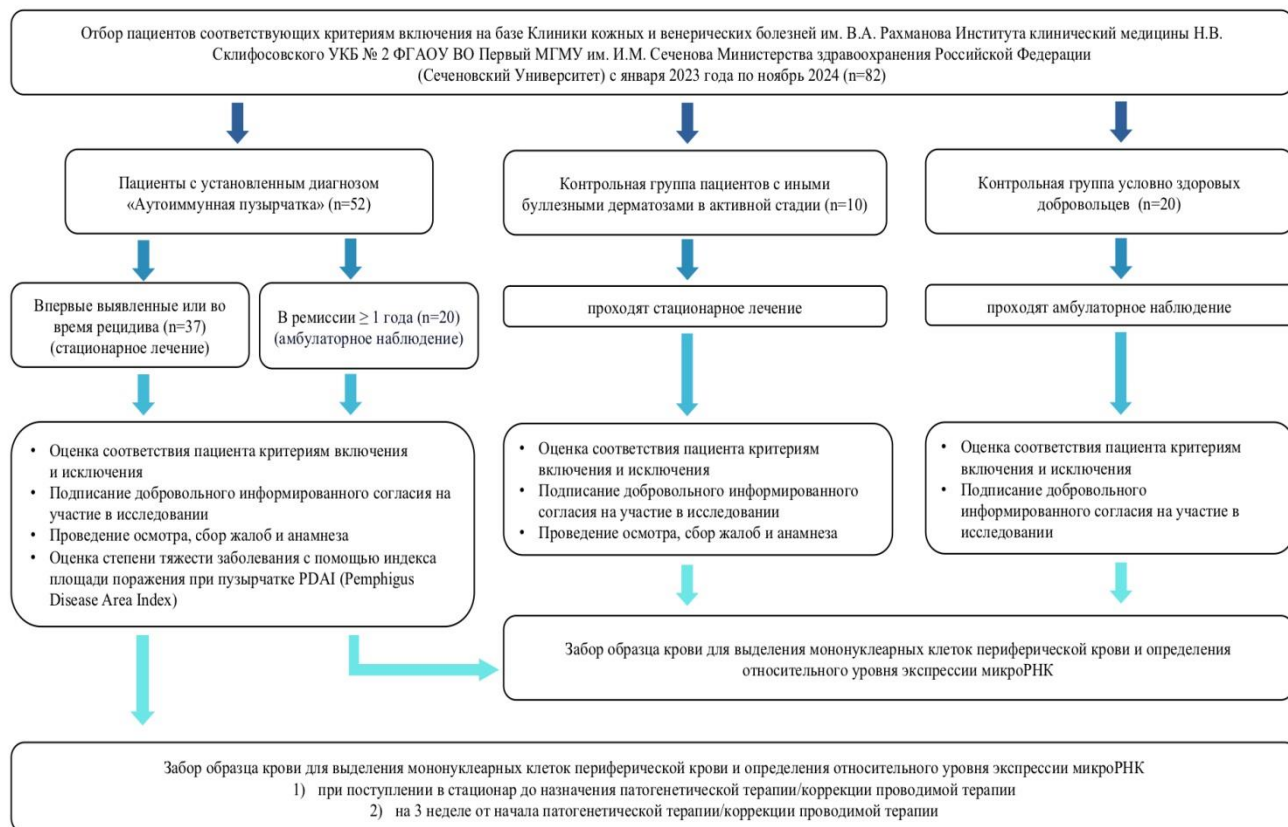 Отбор пациентов соответствующих критериям включения на базе Клиники кожных и венерических болезней им. В.А. Рахманова Института клинический медицины Н.В.
Склифосовского УКБ № 2 ФГАОУ ВО Первый МГМУ им. И.М. Сеченова Министерства здравоохранения Российской Федерации
(Сеченовский Университет) с января 2023 года по ноябрь 2024 (n=82)
Пациенты с установленным диагнозом
«Аутоиммунная пузырчатка» (n=52)
Контрольная группа пациентов с иными
буллезными дерматозами в активной стадии (n=10)
Контрольная группа условно здоровых
добровольцев (n=20)
Впервые выявленные или во
время рецидива (n=37)
(стационарное лечение)
В ремиссии ≥ 1 года (n=20)
(амбулаторное наблюдение)
проходят стационарное лечение
проходят амбулаторное наблюдение
• Оценка соответствия пациента критериям включения
и исключения
• Подписание добровольного информированного согласия на
участие в исследовании
• Проведение осмотра, сбор жалоб и анамнеза
• Оценка степени тяжести заболевания с помощью индекса
площади поражения при пузырчатке PDAI (Pemphigus
Disease Area Index)
• Оценка соответствия пациента критериям
включения и исключения
• Подписание добровольного информированного
согласия на участие в исследовании
• Проведение осмотра, сбор жалоб и анамнеза
• Оценка соответствия пациента критериям
включения и исключения
• Подписание добровольного
информированного согласия на участие в
исследовании
Забор образца крови для выделения мононуклеарных клеток периферической крови и определения
относительного уровня экспрессии микроРНК
Забор образца крови для выделения мононуклеарных клеток периферической крови и определения относительного уровня экспрессии микроРНК
1) при поступлении в стационар до назначения патогенетической терапии/коррекции проводимой терапии
2) на 3 неделе от начала патогенетической терапии/коррекции проводимой терапии